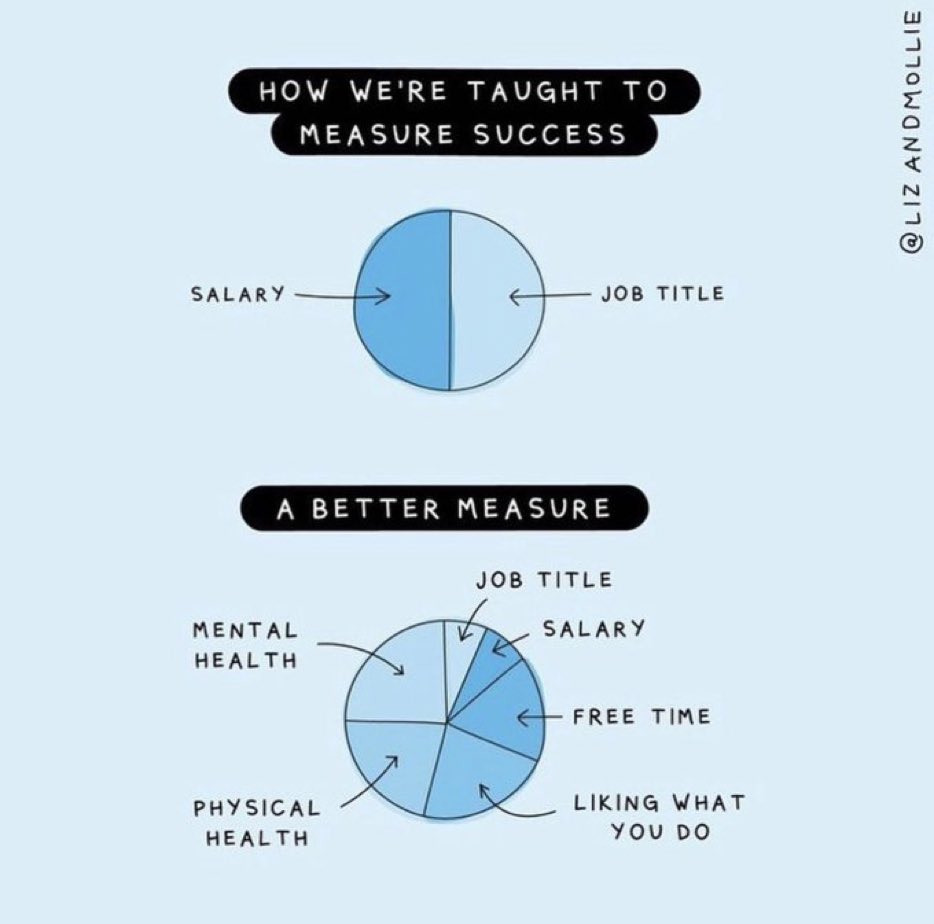 @LIZ ANDMOLLIE
HOW WE'RE TAUGHT TO
MEASURE SUCCESS
SALARY
JOB TITLE
A BETTER MEASURE
JOB TITLE
SALARY
MENTAL
HEALTH
FREE TIME
PHYSICAL
HEALTH
LIKING WHAT
YOU DO